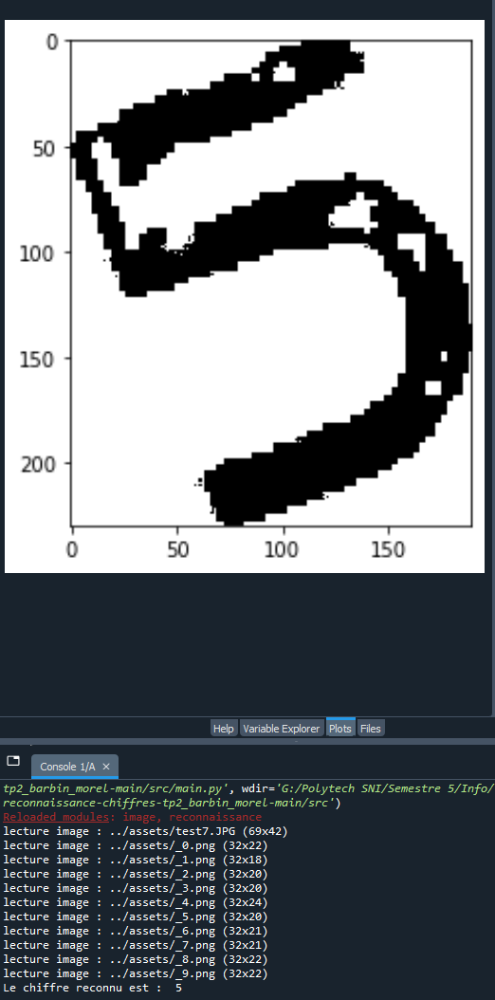 0
50
100
150
200
0 50 100 150
Help Variable Explorer Plots Files
Console 1/A ×
tp2_barbin_morel-main/src/main.py', wdir='G:/Polytech SNI/Semestre 5/Info/
reconnaissance-chiffres-tp2_barbin_morel-main/src')
Reloaded modules: image, reconnaissance
lecture image : ../assets/test7.JPG (69x42)
lecture image : ../assets/_0.png (32x22)
lecture image : ../assets/_1.png (32x18)
lecture image : ../assets/_2.png (32x20)
lecture image : ../assets/_3.png (32x20)
lecture image : ../assets/_4.png (32x24)
lecture image : ../assets/_5.png (32x20)
lecture image : ../assets/_6.png (32x21)
lecture image : ../assets/_7.png (32x21)
lecture image : ../assets/_8.png (32x22)
lecture image : ../assets/_9.png (32x22)
Le chiffre reconnu est :  5